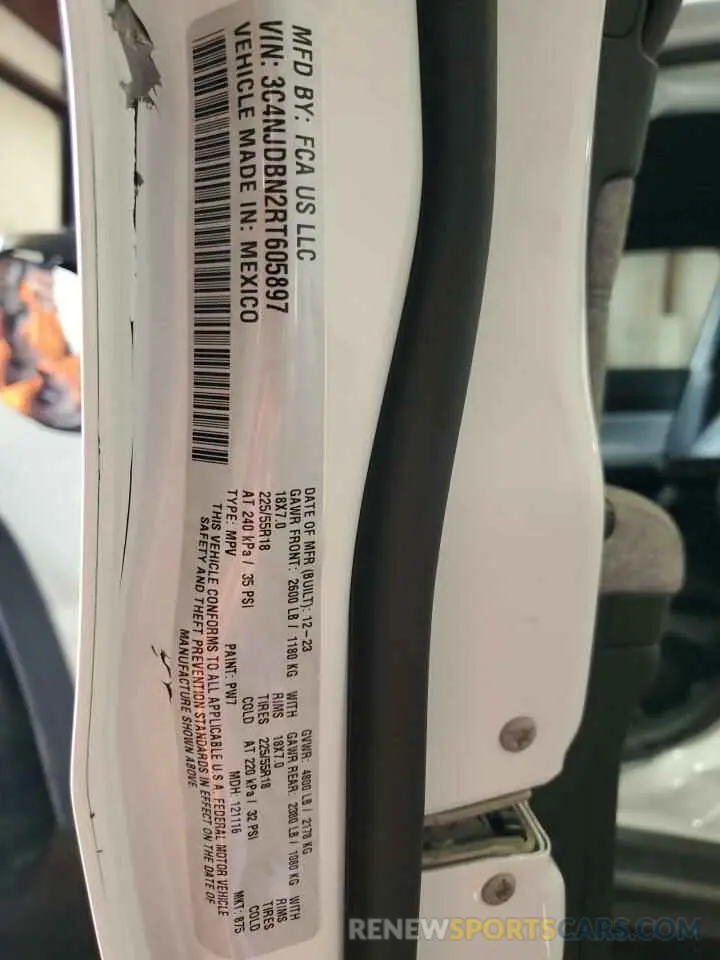 MFD BY: FCA US LLC
VIN: 3C4NJDBN2RT605897
VEHICLE MADE IN: MEXICO
DATE OF MFR (BUILT): 12-23 GVWR: 4800 LB / 2178 KG
GAWR FRONT: 2600 LB / 1180 KG WITH GAWR REAR: 2380 LB / 1080 KG WITH
18X7.0 RIMS 18X7.0 RIMS
225/55R18 TIRES 225/55R18 TIRES
AT 240 kPa / 35 PSI COLD AT 220 kPa / 32 PSI COLD
TYPE: MPV PAINT: PW7 MDH: 121116 MKT: 875
THIS VEHICLE CONFORMS TO ALL APPLICABLE U.S.A. FEDERAL MOTOR VEHICLE
SAFETY AND THEFT PREVENTION STANDARDS IN EFFECT ON THE DATE OF
MANUFACTURE SHOWN ABOVE
RENEWSPORTSCARS.COM